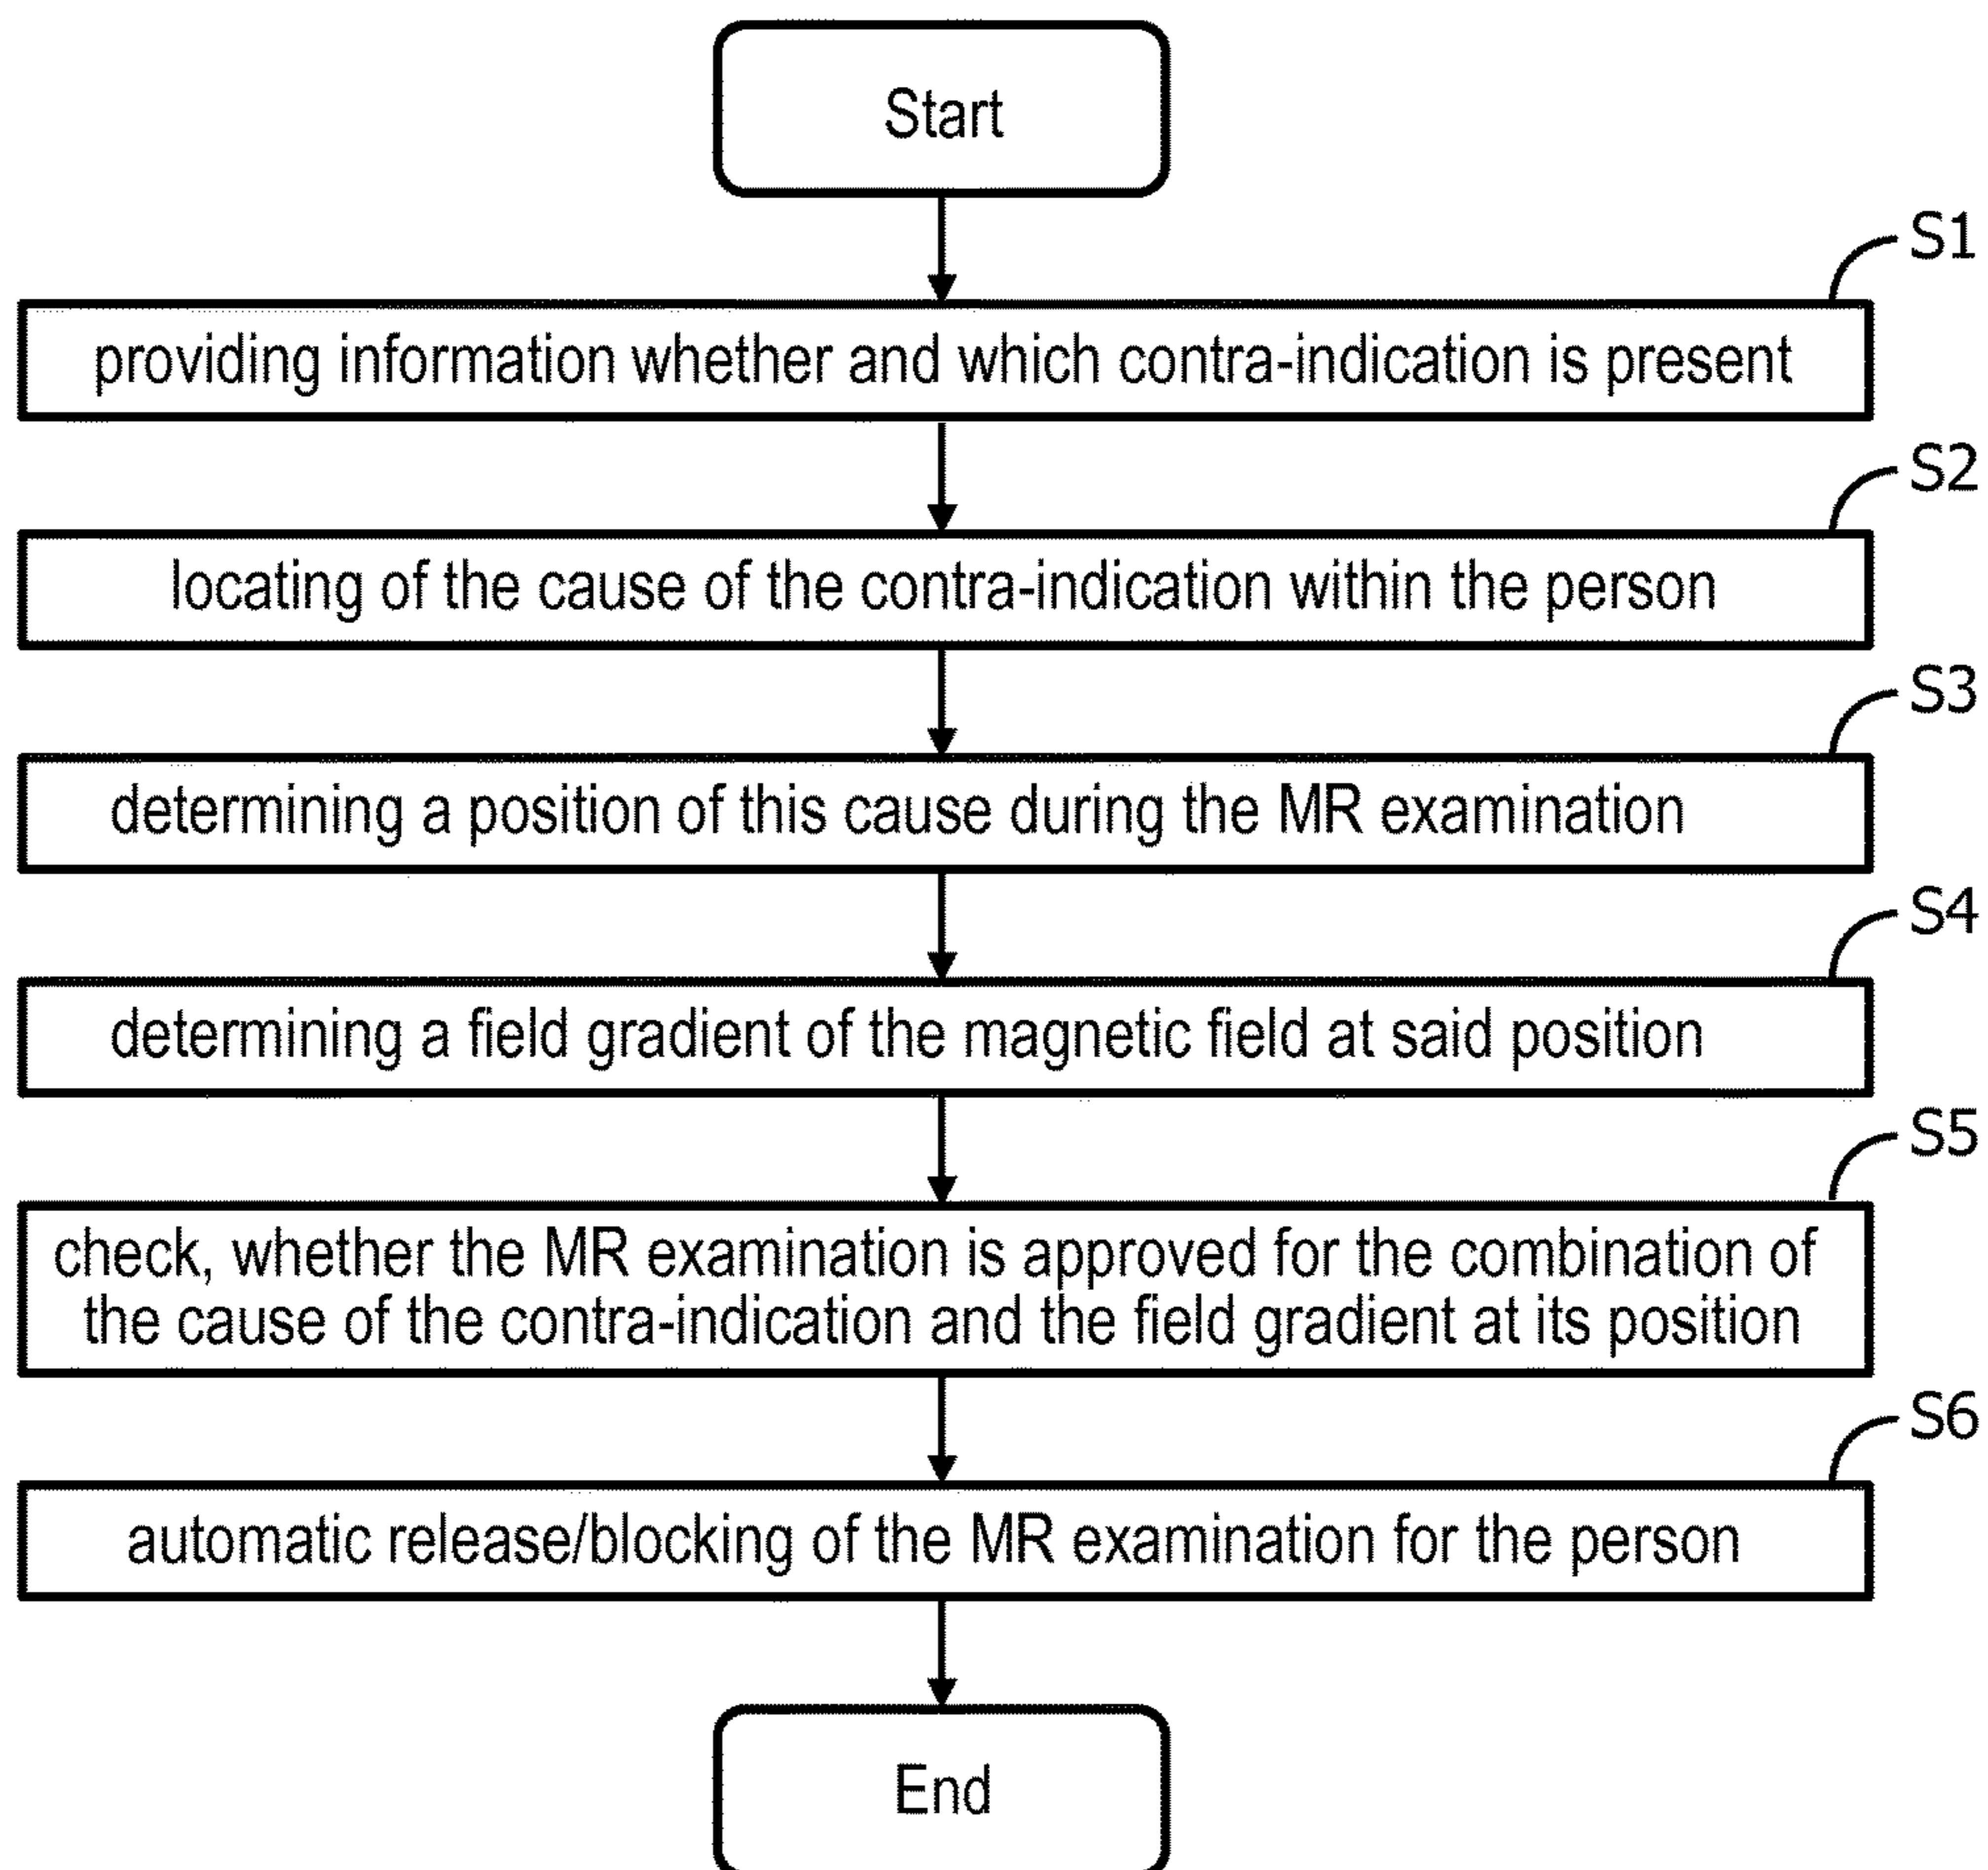 Start
S1
providing information whether and which contra-indication is present
S2
locating of the cause of the contra-indication within the person
S3
determining a position of this cause during the MR examination
S4
determining a field gradient of the magnetic field at said position
S5
check, whether the MR examination is approved for the combination of
the cause of the contra-indication and the field gradient at its position
S6
automatic release/blocking of the MR examination for the person
End